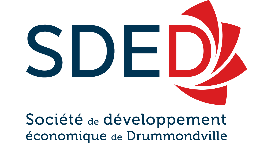 SDED
Société de développement
économique de Drummondville